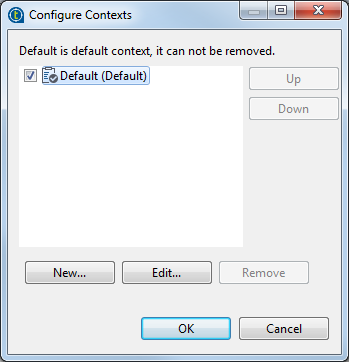 Configure Contexts
Default is default context, it can not be removed.
Default (Default)
Up
Down
New...
Edit...
Remove
OK
Cancel